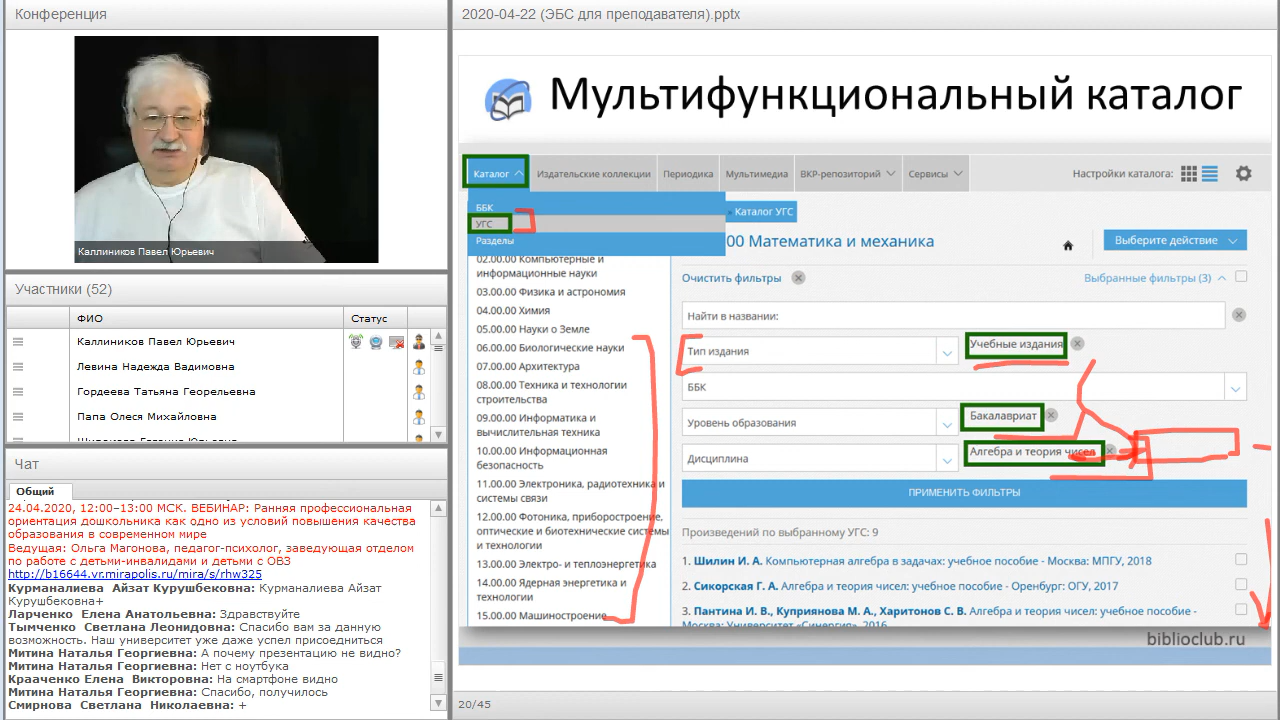 Конференция
Каллиников Павел Юрьевич
Участники (52)
ФИО
Статус
Каллиников Павел Юрьевич
Левина Надежда Вадимовна
Гордеева Татьяна Георельевна
Папа Олеся Михайловна
Чат
Общий
24.04.2020, 12:00–13:00 МСК. ВЕБИНАР: Ранняя профессиональная
ориентация дошкольника как одно из условий повышения качества
образования в современном мире
Ведущая: Ольга Магонова, педагог-психолог, заведующая отделом
по работе с детьми-инвалидами и детьми с ОВЗ
http://b16644.vr.mirapolis.ru/mira/s/rhw325
Курманалиева Айзат Курушбековна: Курманалиева Айзат
Курушбековна+
Ларченко Елена Анатольевна: Здравствуйте
Тымченко Светлана Леонидовна: Спасибо вам за данную
возможность. Наш университет уже даже успел присоедниться
Митина Наталья Георгиевна: А почему презентацию не видно?
Митина Наталья Георгиевна: Нет с ноутбука
Крааченко Елена Викторовна: На смартфоне видно
Митина Наталья Георгиевна: Спасибо, получилось
Смирнова Светлана Николаевна: +
2020-04-22 (ЭБС для преподавателя).pptx
Мультифункциональный каталог
Каталог
Издательские коллекции
Периодика
Мультимедиа
ВКР-репозиторий
Сервисы
Настройки каталога:
ББК
УГС
Разделы
» Каталог УГС
00 Математика и механика
Выберите действие
02.00.00 Компьютерные и
информационные науки
03.00.00 Физика и астрономия
04.00.00 Химия
05.00.00 Науки о Земле
06.00.00 Биологические науки
07.00.00 Архитектура
08.00.00 Техника и технологии
строительства
09.00.00 Информатика и
вычислительная техника
10.00.00 Информационная
безопасность
11.00.00 Электроника, радиотехника и
системы связи
12.00.00 Фотоника, приборостроение,
оптические и биотехнические системы
и технологии
13.00.00 Электро- и теплоэнергетика
14.00.00 Ядерная энергетика и
технологии
15.00.00 Машиностроение
Очистить фильтры
Выбранные фильтры (3)
Найти в названии:
Тип издания
Учебные издания
ББК
Уровень образования
Бакалавриат
Дисциплина
Алгебра и теория чисел
ПРИМЕНИТЬ ФИЛЬТРЫ
Произведений по выбранному УГС: 9
1. Шилин И. А. Компьютерная алгебра в задачах: учебное пособие - Москва: МПГУ, 2018
2. Сикорская Г. А. Алгебра и теория чисел: учебное пособие - Оренбург: ОГУ, 2017
3. Пантина И. В., Куприянова М. А., Харитонов С. В. Алгебра и теория чисел: учебное пособие -
Москва: Университет «Синергия», 2016
biblioclub.ru
20/45